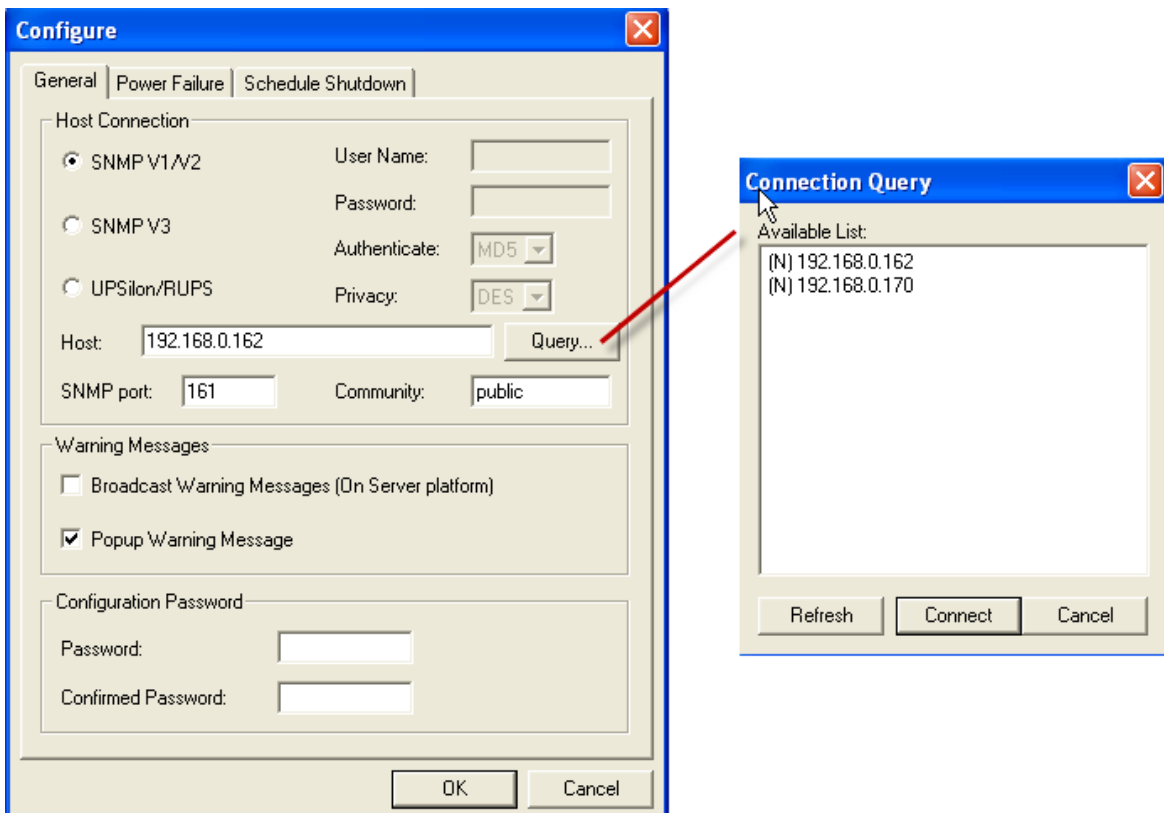 Configure
General Power Failure Schedule Shutdown
Host Connection
SNMP V1/V2 User Name:
Password:
SNMP V3
Authenticate: MD5
UPSilon/RUPS
Privacy: DES
Host: 192.168.0.162 Query...
SNMP port: 161 Community: public
Warning Messages
Broadcast Warning Messages (On Server platform)
Popup Warning Message
Configuration Password
Password:
Confirmed Password:
OK Cancel
Connection Query
Available List:
(N) 192.168.0.162
(N) 192.168.0.170
Refresh Connect Cancel